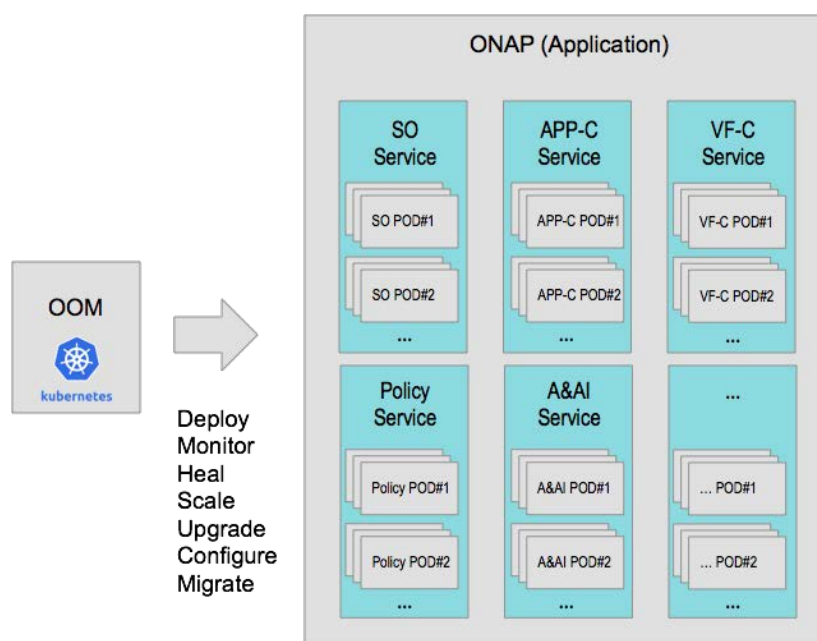 ONAP (Application)
SO
Service
SO POD#1
SO POD#2
...
APP-C
Service
APP-C POD#1
APP-C POD#2
...
VF-C
Service
VF-C POD#1
VF-C POD#2
...
OOM
kubernetes
Deploy
Monitor
Heal
Scale
Upgrade
Configure
Migrate
Policy
Service
Policy POD#1
Policy POD#2
...
A&AI
Service
A&AI POD#1
A&AI POD#2
...
...
... POD#1
... POD#2
...